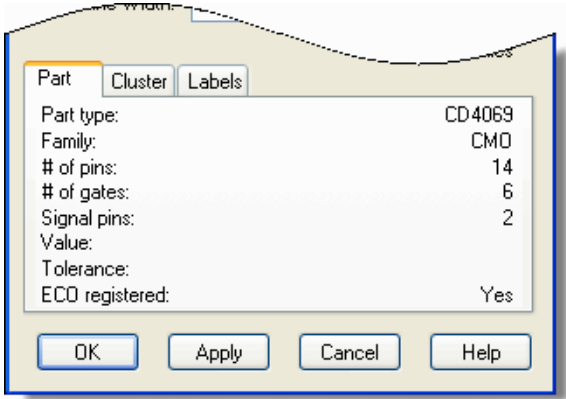 Part Cluster Labels
Part type: CD4069
Family: CMO
# of pins: 14
# of gates: 6
Signal pins: 2
Value:
Tolerance:
ECO registered: Yes
OK Apply Cancel Help